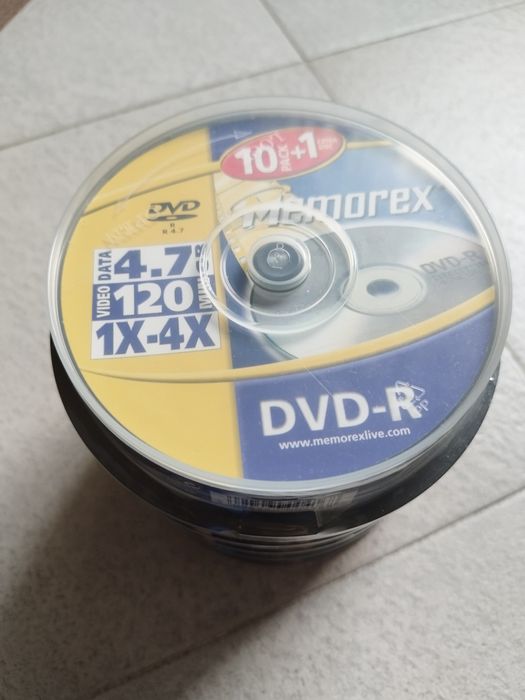 10 PACK +1
Memorex
DVD
R
R 4.7
DATA 4.7
VIDEO 120
1X-4X
DVD-R
DVD-R
www.memorexlive.com
PP